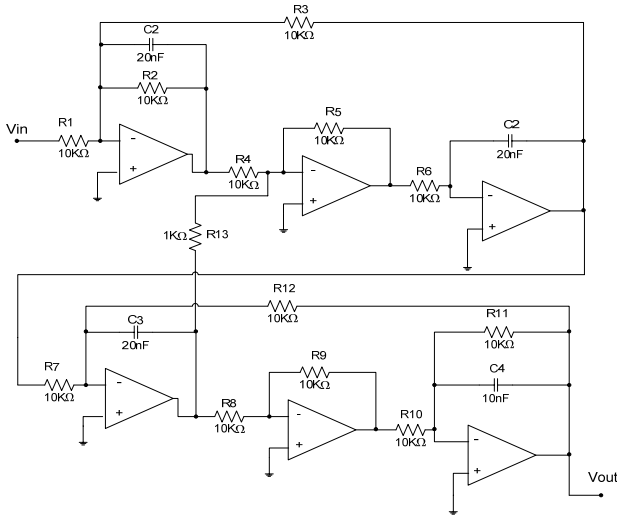 R3
10KΩ
C2
20nF
R2
10KΩ
R1
10KΩ
Vin
-
+
R4
10KΩ
R5
10KΩ
-
+
R6
10KΩ
C2
20nF
-
+
1KΩ R13
R12
10KΩ
C3
20nF
R7
10KΩ
-
+
R8
10KΩ
R9
10KΩ
-
+
R10
10KΩ
R11
10KΩ
C4
10nF
-
+
Vout